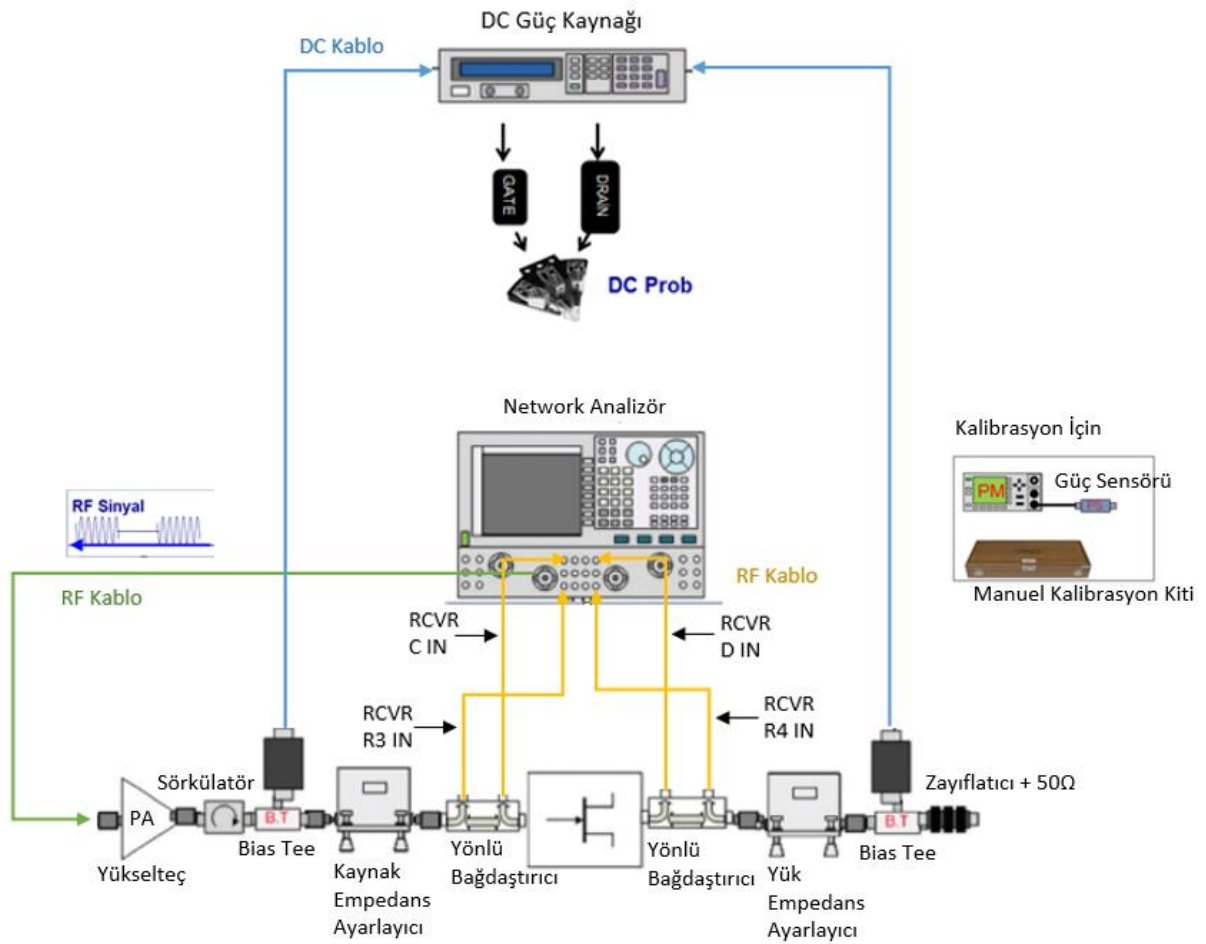 DC Güç Kaynağı
DC Kablo
GATE
DRAIN
DC Prob
Network Analizör
Kalibrasyon İçin
PM
Güç Sensörü
PS
Manuel Kalibrasyon Kiti
RF Sinyal
RF Kablo
RF Kablo
RCVR
C IN
RCVR
D IN
RCVR
R3 IN
RCVR
R4 IN
Sörkülatör
Zayıflatıcı + 50Ω
PA
B.T
B.T
Yükselteç
Bias Tee
Kaynak
Empedans
Ayarlayıcı
Yönlü
Bağdaştırıcı
Yönlü
Bağdaştırıcı
Yük
Empedans
Ayarlayıcı
Bias Tee